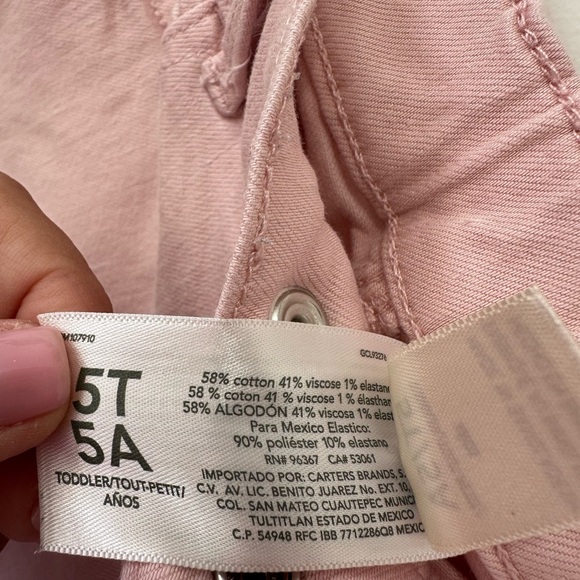 M107910
5T
5A
TODDLER/TOUT-PETIT/
AÑOS
58% cotton 41% viscose 1% elastane
58 % coton 41 % viscose 1 % élasthan
58% ALGODÓN 41% viscosa 1% elast
Para Mexico Elastico:
90% poliéster 10% elastano
RN# 96367 CA# 53061
IMPORTADO POR: CARTERS BRANDS, S.
C.V. AV. LIC. BENITO JUAREZ No. EXT. 10,
COL. SAN MATEO CUAUTEPEC MUNIC
TULTITLAN ESTADO DE MEXICO
C.P. 54948 RFC IBB 7712286Q8 MEXIC